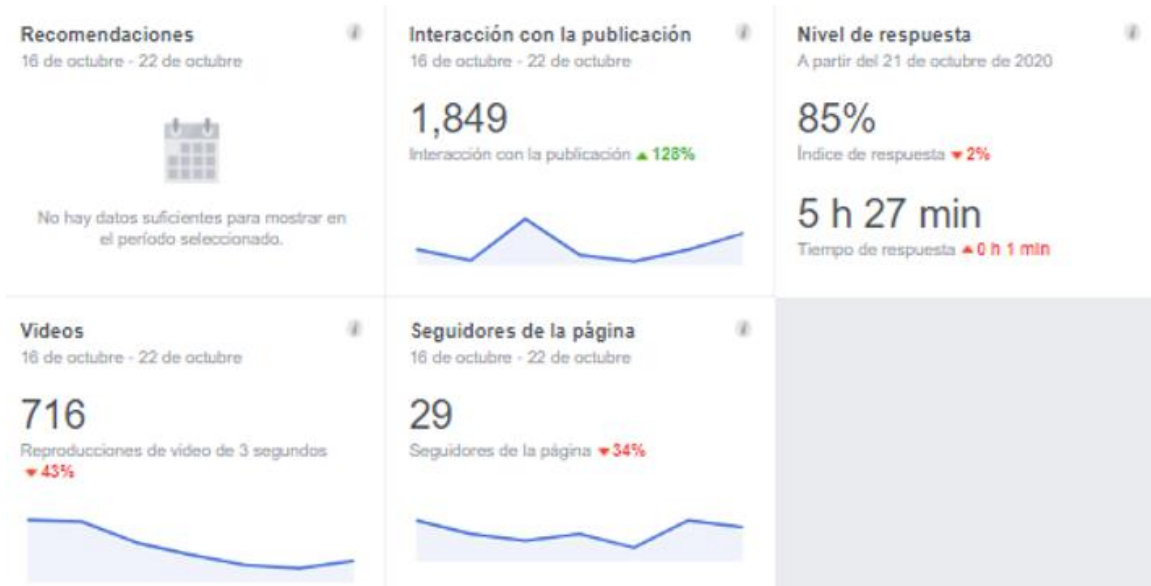 Recomendaciones
16 de octubre - 22 de octubre
No hay datos suficientes para mostrar en
el período seleccionado.
Interacción con la publicación
16 de octubre - 22 de octubre
1,849
Interacción con la publicación ▲ 128%
Nivel de respuesta
A partir del 21 de octubre de 2020
85%
Índice de respuesta ▼ 2%
5 h 27 min
Tiempo de respuesta ▲ 0 h 1 min
Videos
16 de octubre - 22 de octubre
716
Reproducciones de video de 3 segundos
▼ 43%
Seguidores de la página
16 de octubre - 22 de octubre
29
Seguidores de la página ▼ 34%